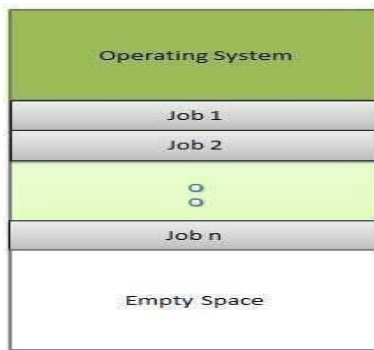 Operating System
Job 1
Job 2
Job n
Empty Space